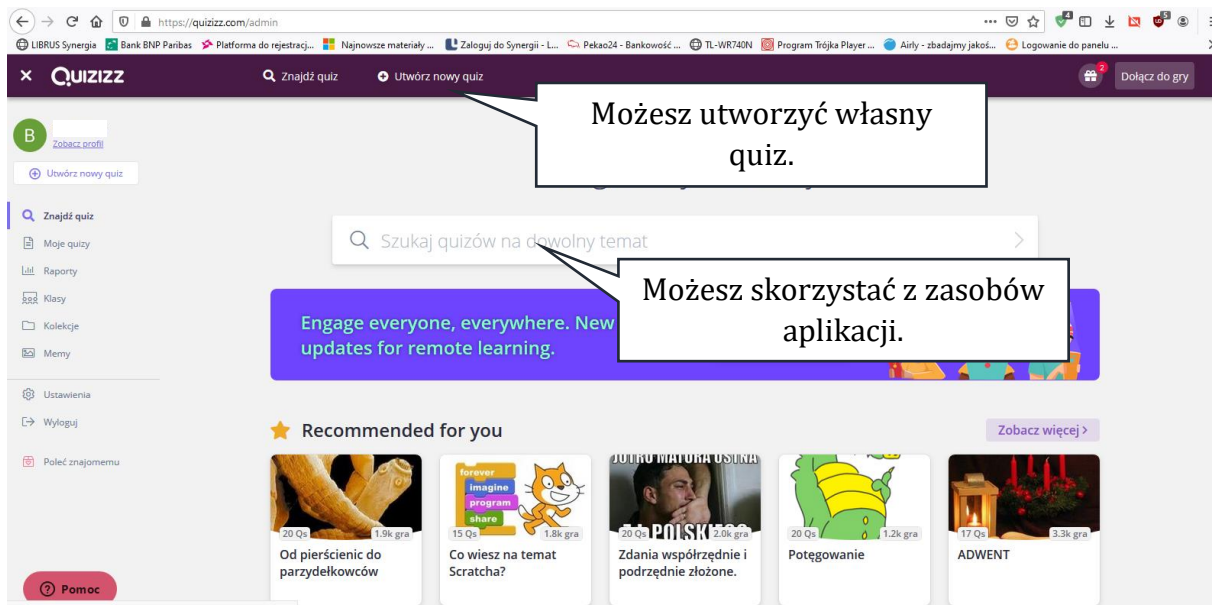 https://quizizz.com/admin
LIBRUS Synergia Bank BNP Paribas Platforma do rejestracj... Najnowsze materiały ... Zaloguj do Synergii - L... Pekao24 - Bankowość ... TL-WR740N Program Trójka Player ... Airly - zbadajmy jakoś... Logowanie do panelu ...
QUIZIZZ Znajdź quiz Utwórz nowy quiz 2 Dołącz do gry
Możesz utworzyć własny
quiz.
B
Zobacz profil
Utwórz nowy quiz
Znajdź quiz
Moje quizy
Raporty
Klasy
Kolekcje
Memy
Ustawienia
Wyloguj
Poleć znajomemu
Pomoc
Szukaj quizów na dowolny temat
Możesz skorzystać z zasobów
aplikacji.
Engage everyone, everywhere. New
updates for remote learning.
Recommended for you
Zobacz więcej >
20 Qs 1.9k gra
Od pierścienic do
parzydełkowców
forever
imagine
program
share
15 Qs 1.8k gra
Co wiesz na temat
Scratcha?
JUTRO MATURA USTNA
Z J. POLSKIEGO
20 Qs 2.0k gra
Zdania współrzędnie i
podrzędnie złożone.
20 Qs 1.2k gra
Potęgowanie
17 Qs 3.3k gra
ADWENT